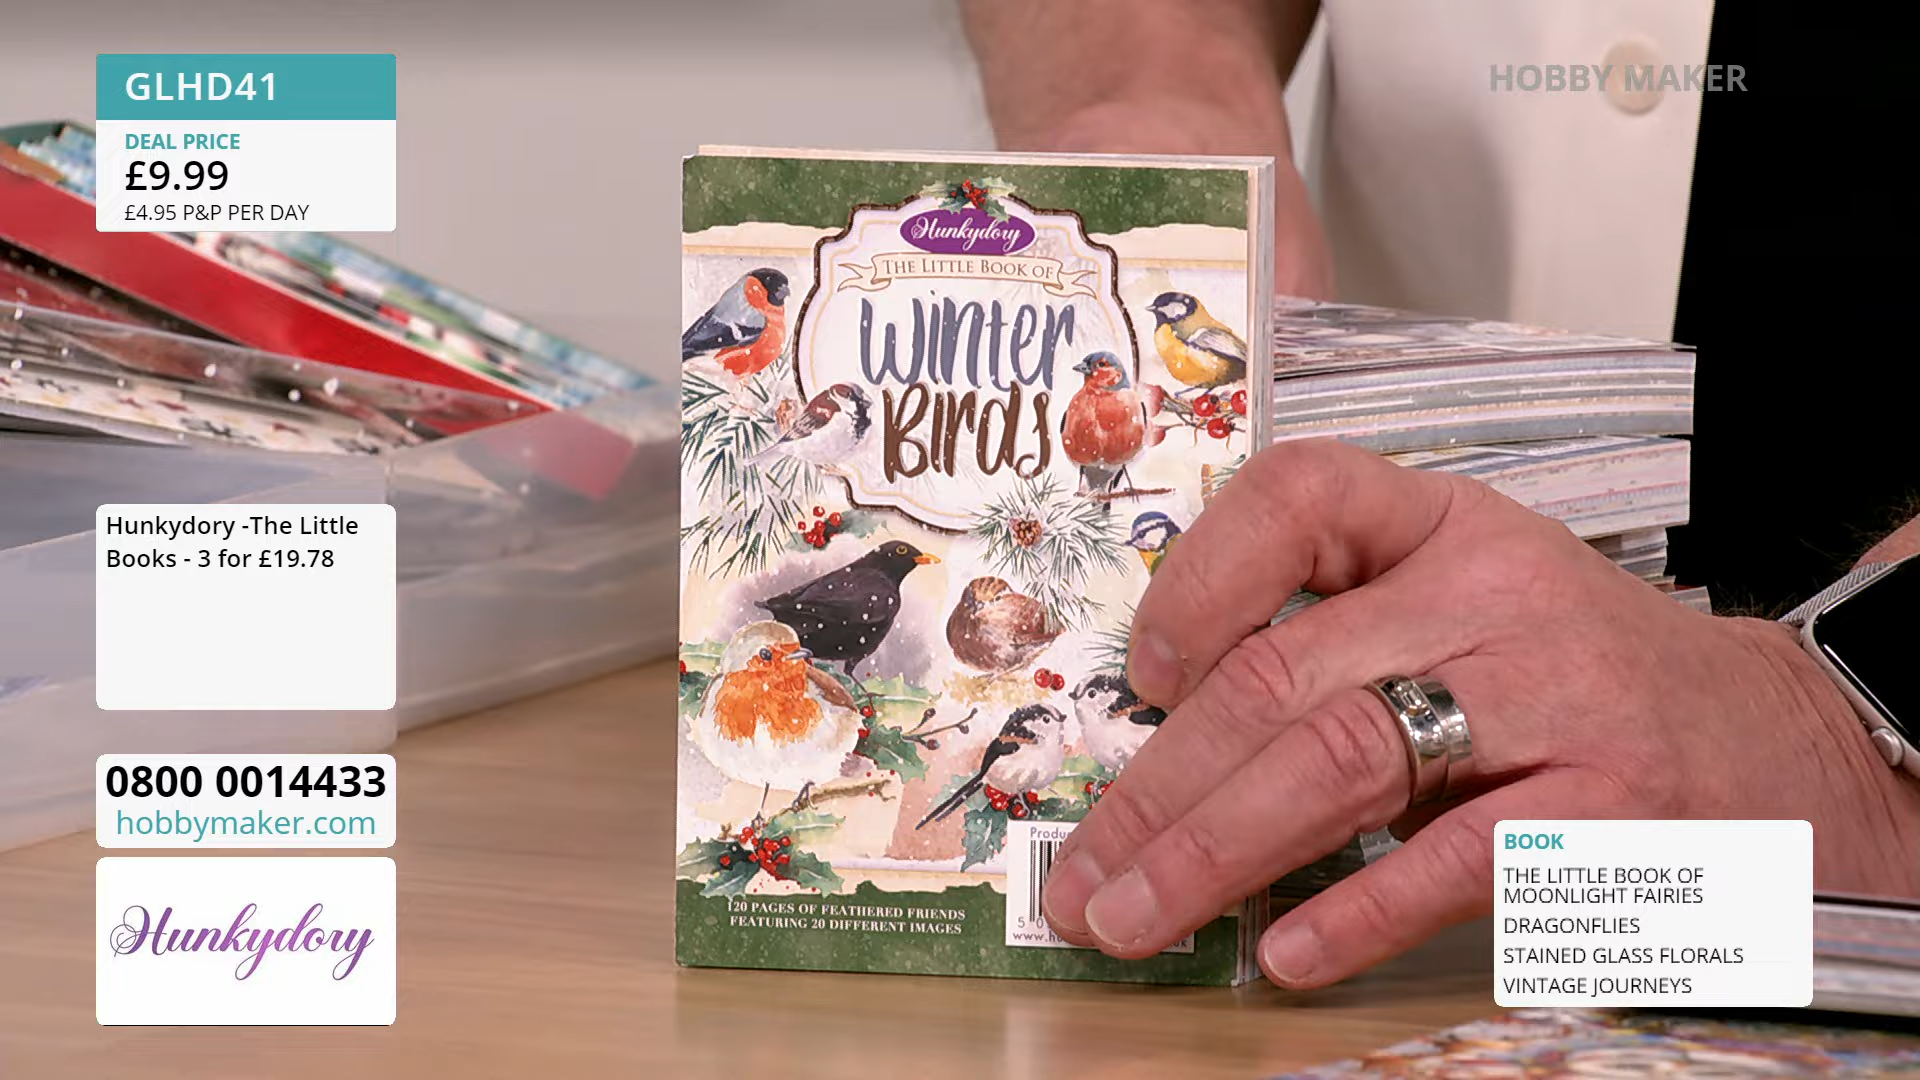 GLHD41
DEAL PRICE
£9.99
£4.95 P&P PER DAY
HOBBY MAKER
Hunkydory
THE LITTLE BOOK OF
Winter
Birds
Hunkydory -The Little
Books - 3 for £19.78
0800 0014433
hobbymaker.com
Hunkydory
120 PAGES OF FEATHERED FRIENDS
FEATURING 20 DIFFERENT IMAGES
BOOK
THE LITTLE BOOK OF
MOONLIGHT FAIRIES
DRAGONFLIES
STAINED GLASS FLORALS
VINTAGE JOURNEYS